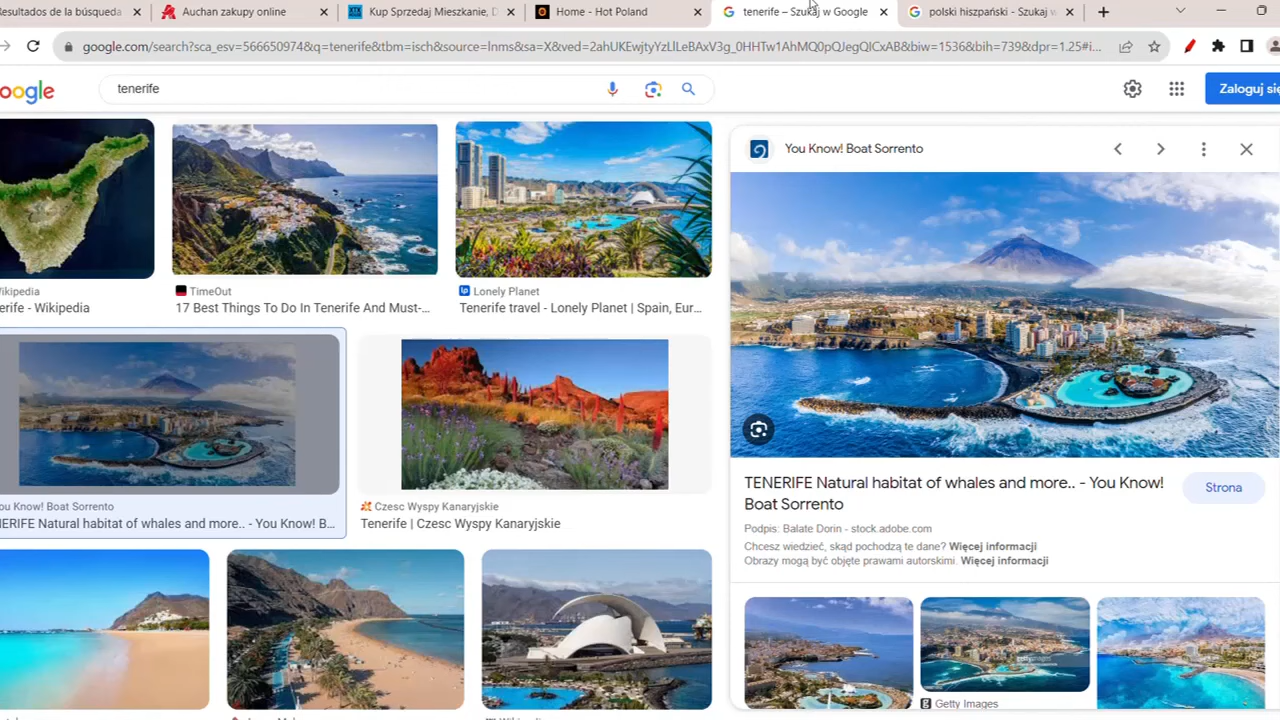 Resultados de la búsqueda
Auchan zakupy online
Kup Sprzedaj Mieszkanie, D
Home - Hot Poland
tenerife – Szukaj w Google
polski hiszpański - Szukaj w
google.com/search?sca_esv=566650974&q=tenerife&tbm=isch&source=lnms&sa=X&ved=2ahUKEwjtyYzLlLeBAxV3g_0HHTw1AhMQ0pQJegQICxAB&biw=1536&bih=739&dpr=1.25#i...
oogle
tenerife
Zaloguj się
You Know! Boat Sorrento
Wikipedia
erife - Wikipedia
TimeOut
17 Best Things To Do In Tenerife And Must-...
Lonely Planet
Tenerife travel - Lonely Planet | Spain, Eur...
ou Know! Boat Sorrento
NERIFE Natural habitat of whales and more.. - You Know! B...
Czesc Wyspy Kanaryjskie
Tenerife | Czesc Wyspy Kanaryjskie
TENERIFE Natural habitat of whales and more.. - You Know!
Boat Sorrento
Strona
Podpis: Balate Dorin - stock.adobe.com
Chcesz wiedzieć, skąd pochodzą te dane? Więcej informacji
Obrazy mogą być objęte prawami autorskimi. Więcej informacji
Getty Images